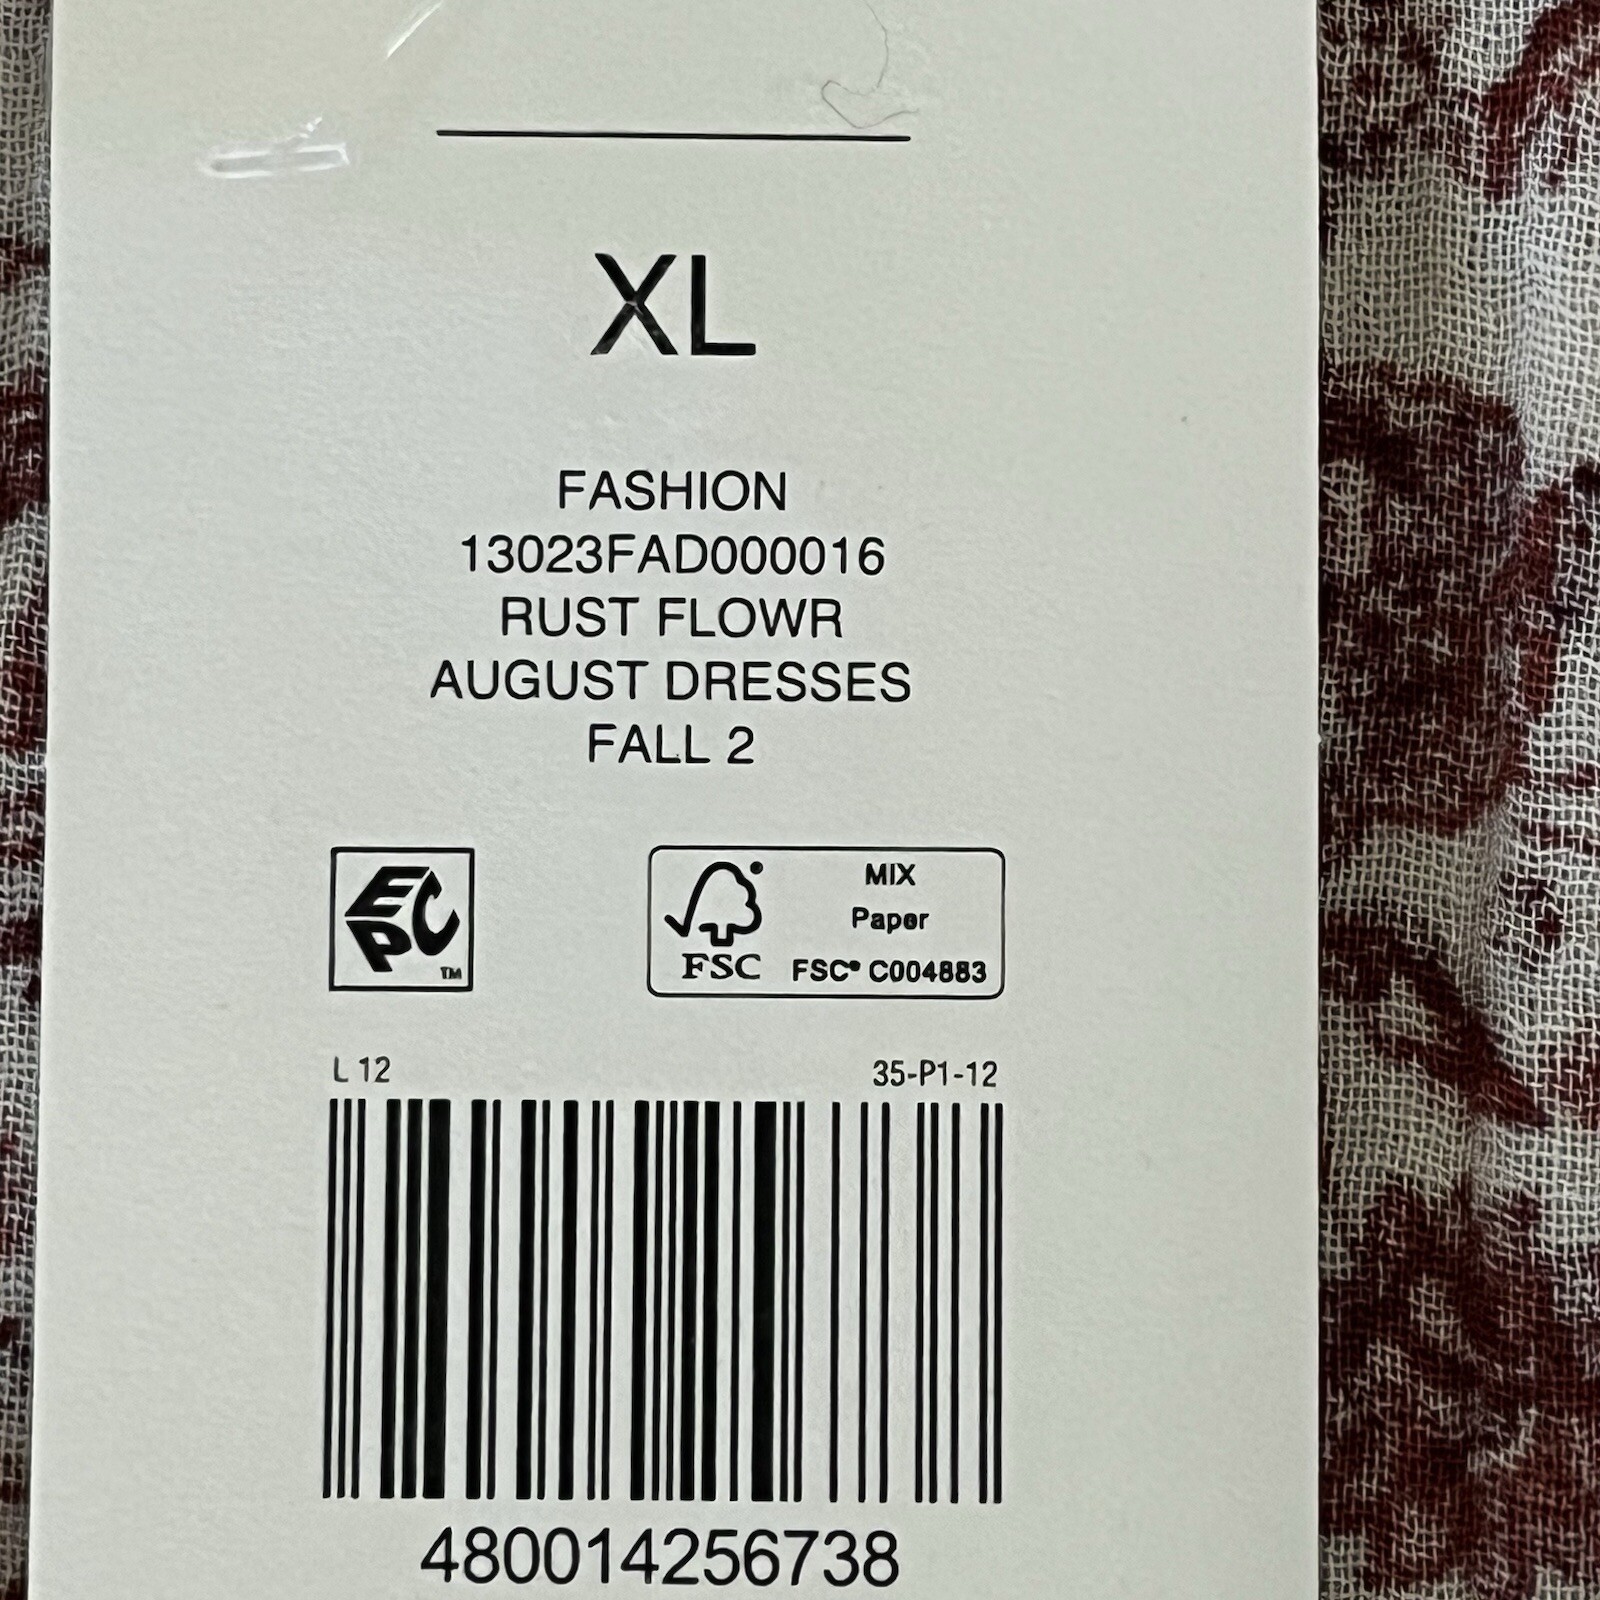 XL
FASHION
13023FAD000016
RUST FLOWR
AUGUST DRESSES
FALL 2
EPC TM
FSC
MIX
Paper
FSC® C004883
L 12
35-P1-12
480014256738